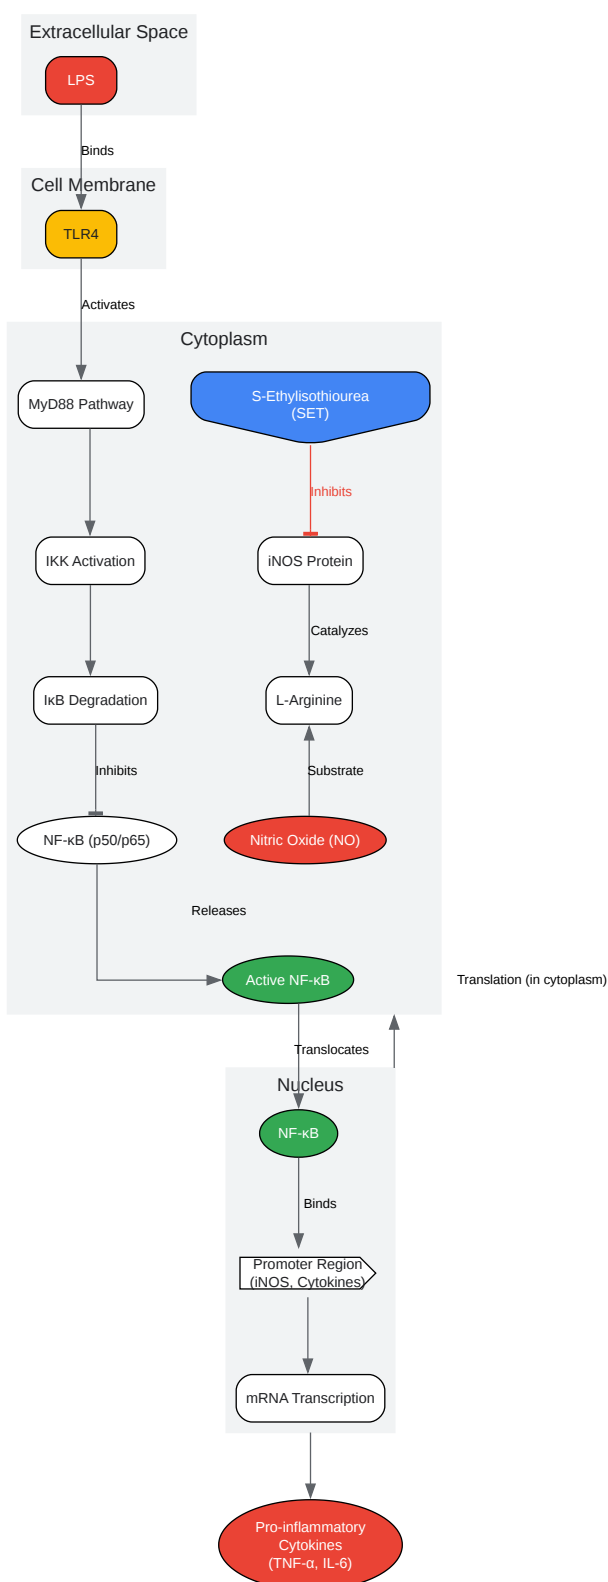 Extracellular Space
LPS
Binds
Cell Membrane
TLR4
Activates
Cytoplasm
MyD88 Pathway
S-Ethylisothiourea
(SET)
Inhibits
IKK Activation
iNOS Protein
Catalyzes
IκB Degradation
L-Arginine
Inhibits
Substrate
NF-κB (p50/p65)
Nitric Oxide (NO)
Releases
Active NF-κB
Translation (in cytoplasm)
Translocates
Nucleus
NF-κB
Binds
Promoter Region
(iNOS, Cytokines)
mRNA Transcription
Pro-inflammatory
Cytokines
(TNF-α, IL-6)